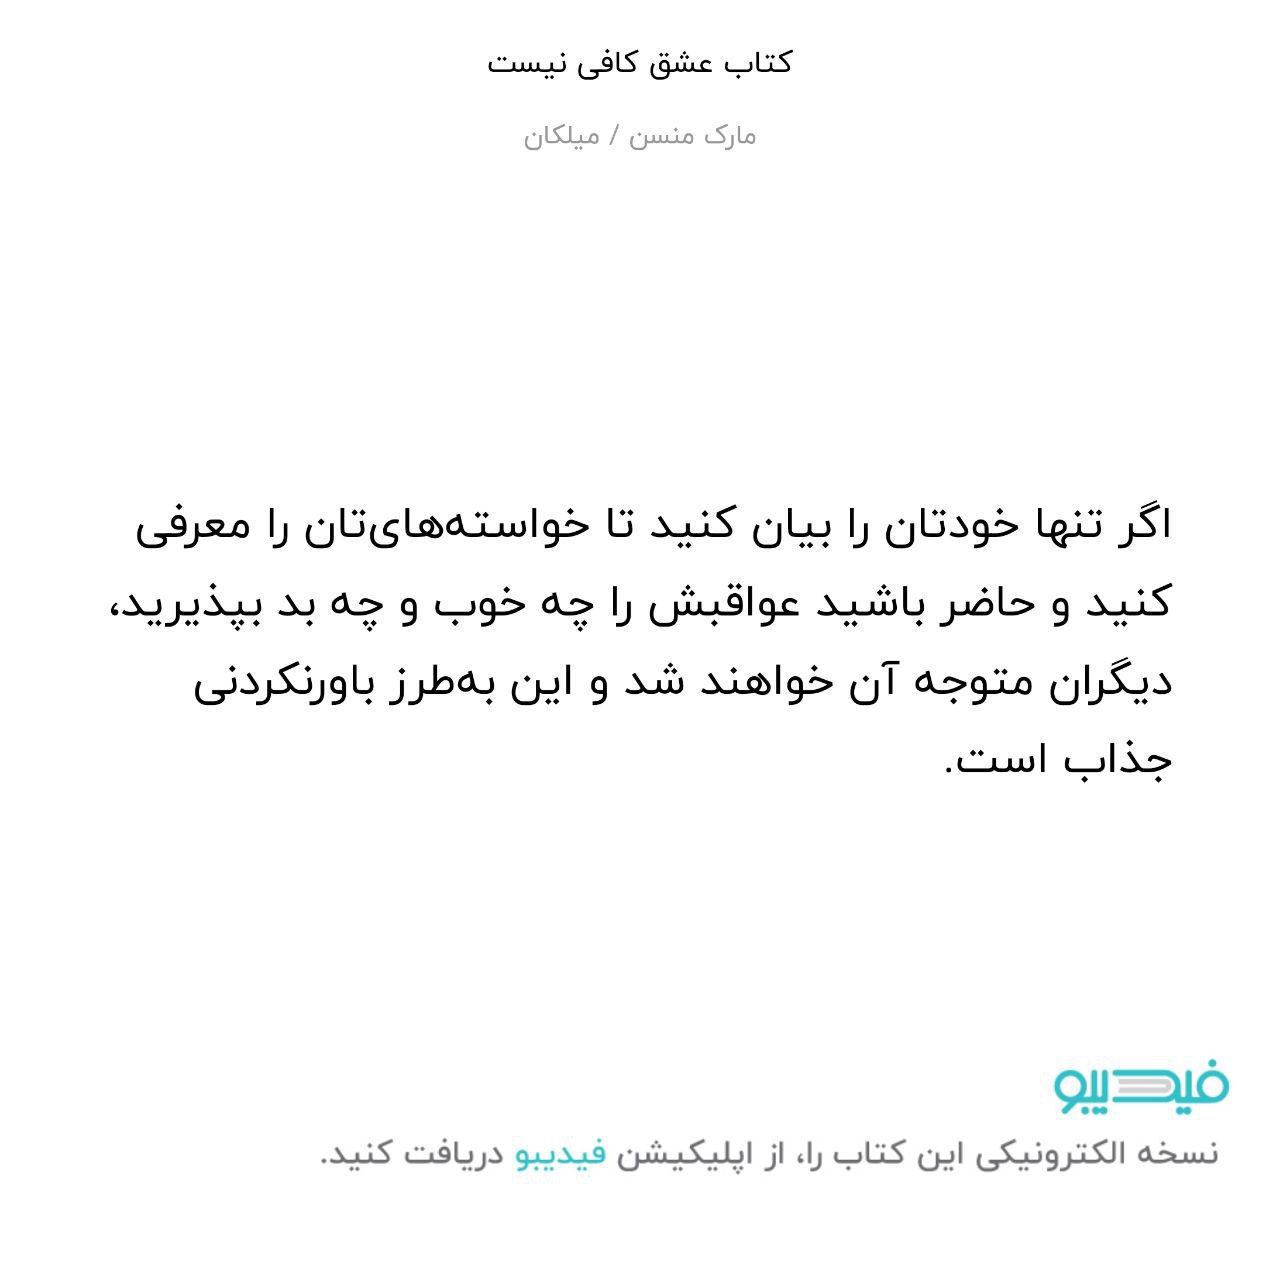 کتاب عشق کافی نیست
مارک منسن / میلکان
اگر تنها خودتان را بیان کنید تا خواسته‌های‌تان را معرفی
کنید و حاضر باشید عواقبش را چه خوب و چه بد بپذیرید،
دیگران متوجه آن خواهند شد و این به‌طرز باورنکردنی
جذاب است.
فیدیبو
نسخه الکترونیکی این کتاب را، از اپلیکیشن فیدیبو دریافت کنید.